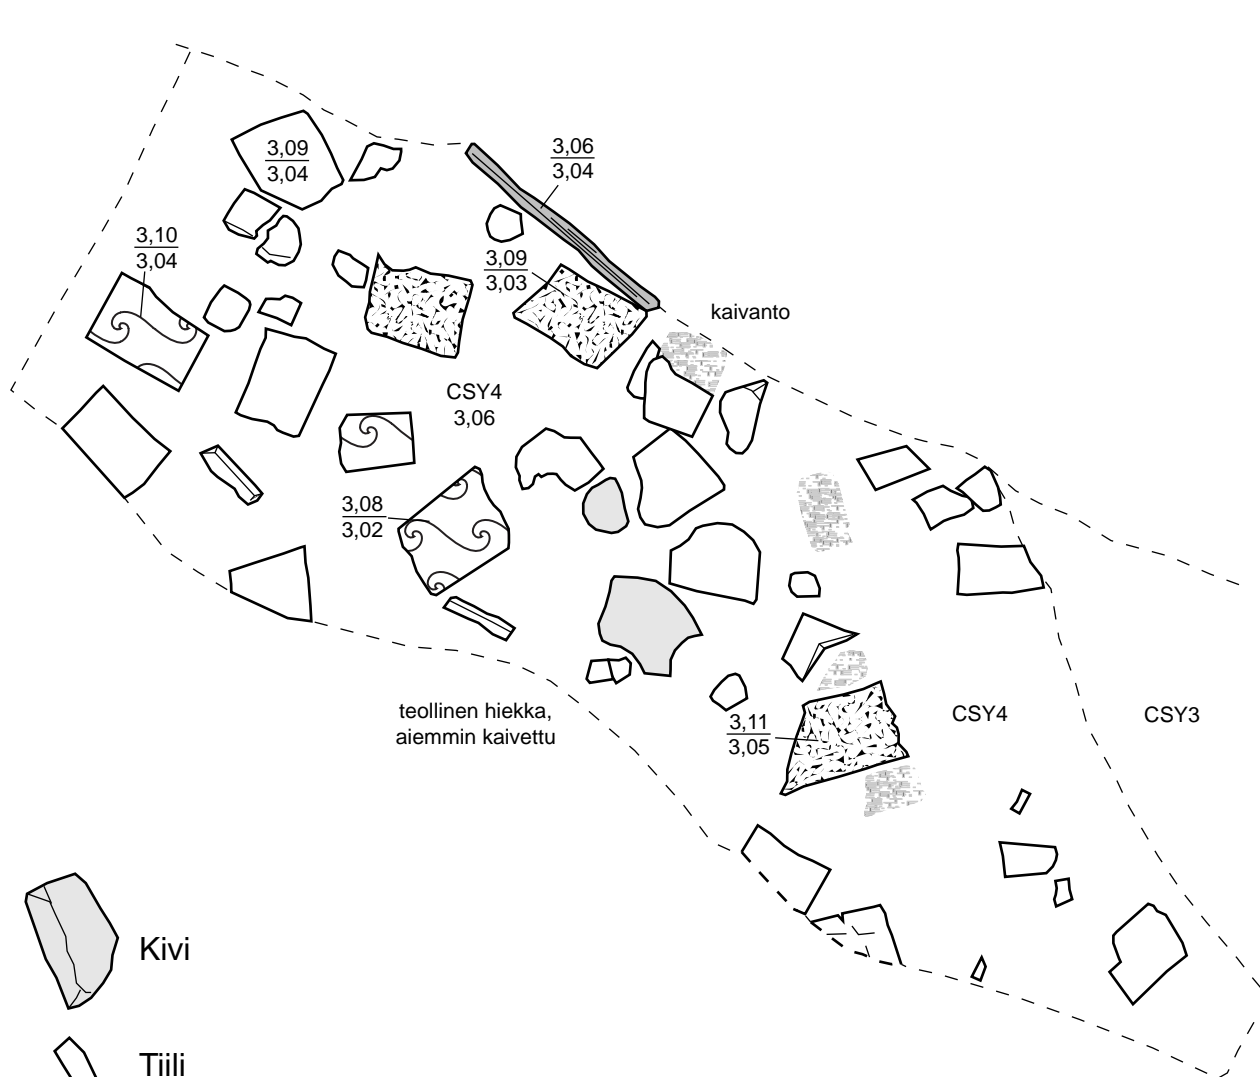 3,06
3,04
3,09
3,04
3,10
3,04
3,09
3,03
kaivanto
CSY4
3,06
3,08
3,02
teollinen hiekka,
aiemmin kaivettu
3,11
3,05
CSY4
CSY3
Kivi
Tiili